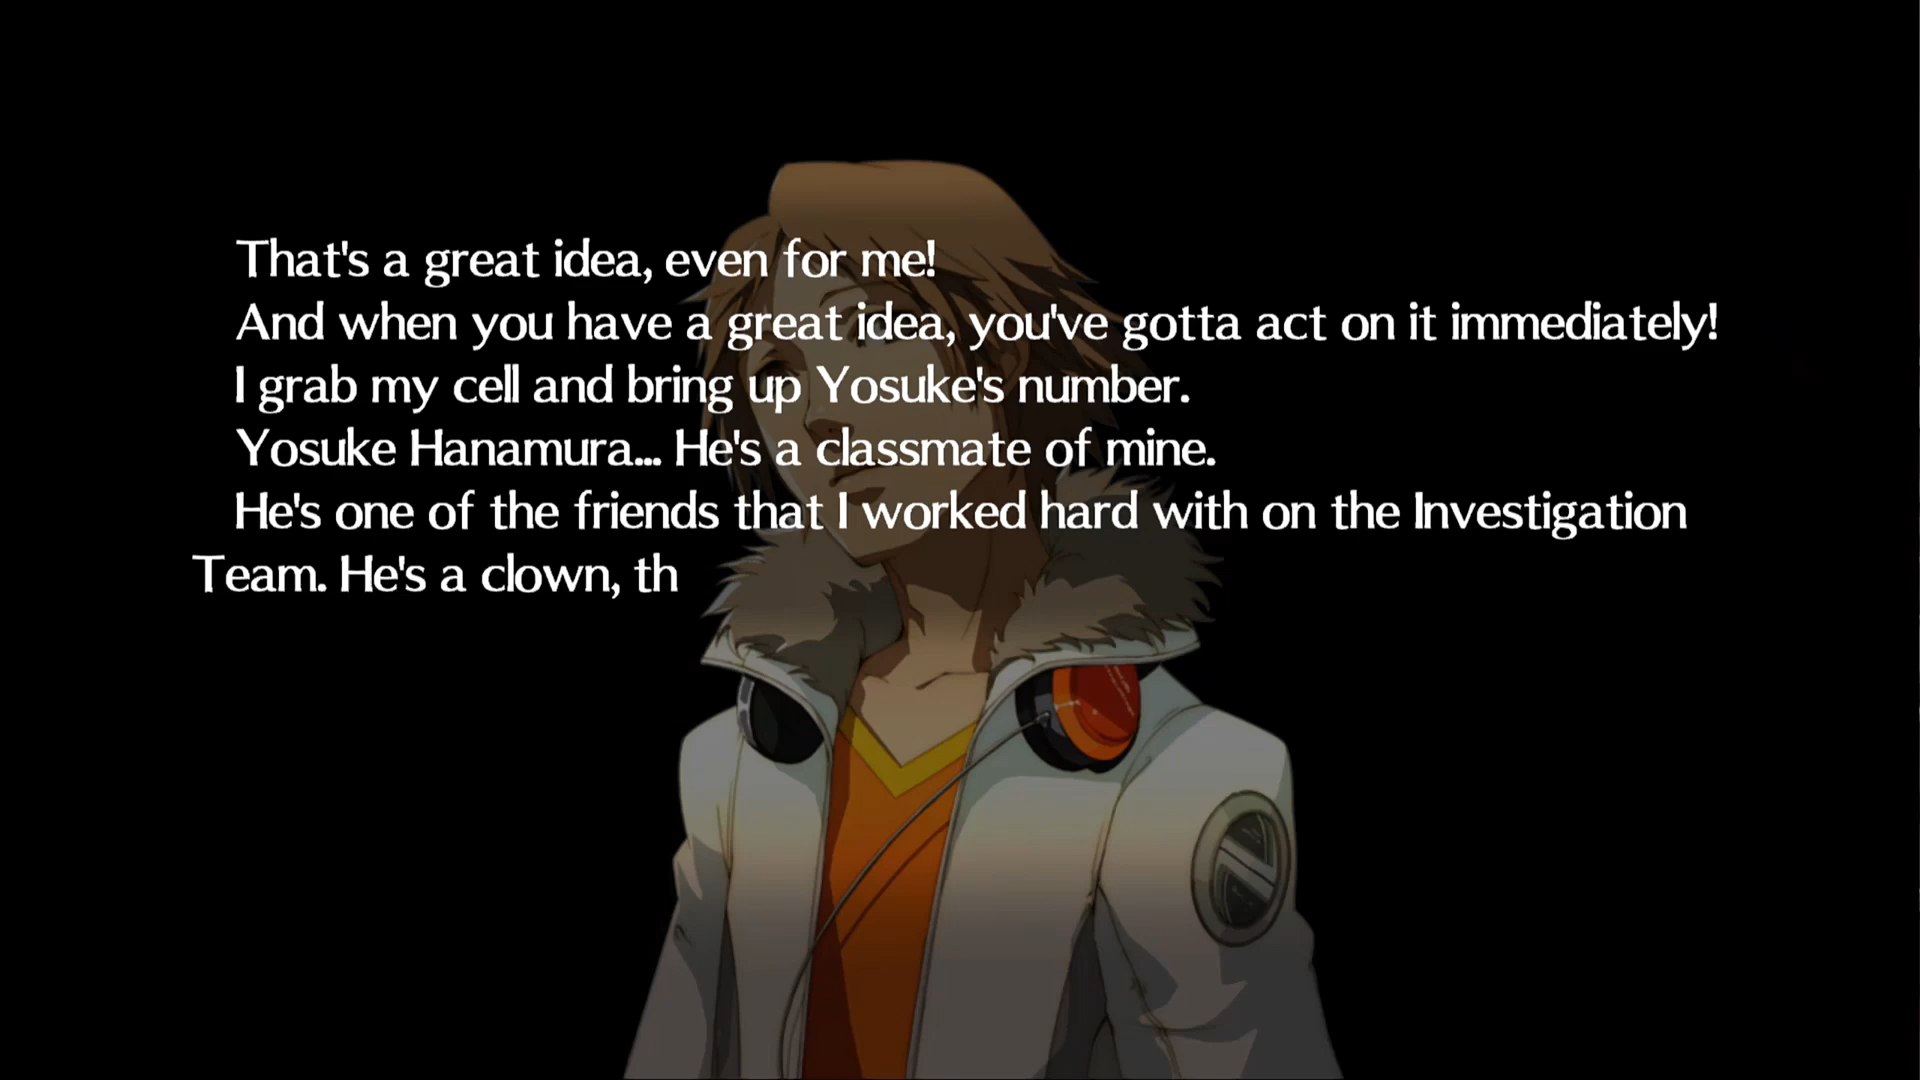 That's a great idea, even for me!
And when you have a great idea, you've gotta act on it immediately!
I grab my cell and bring up Yosuke's number.
Yosuke Hanamura... He's a classmate of mine.
He's one of the friends that I worked hard with on the Investigation
Team. He's a clown, th